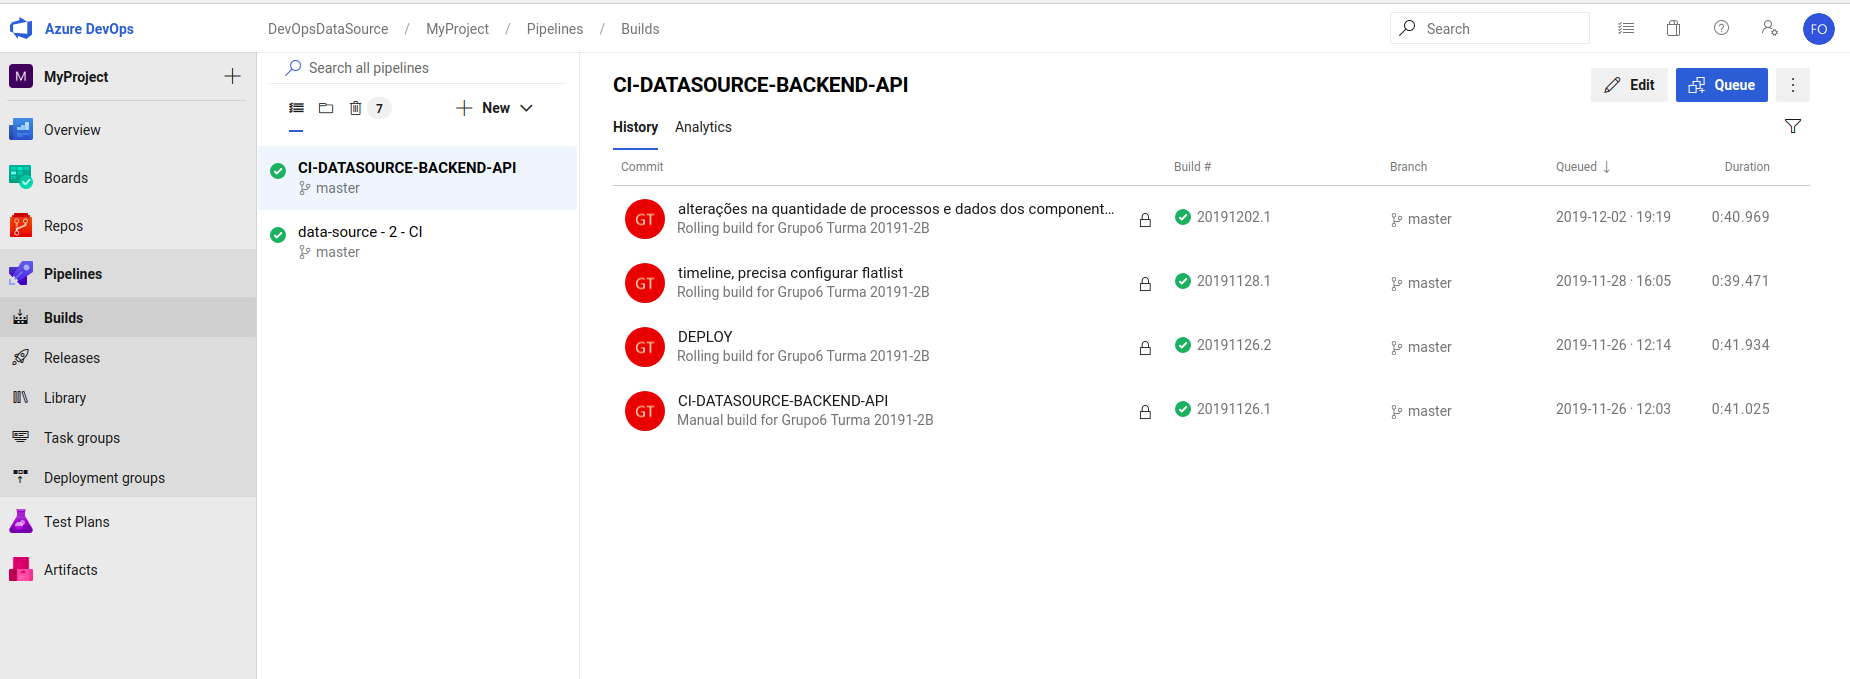 Azure DevOps
DevOpsDataSource / MyProject / Pipelines / Builds
Search
FO
M MyProject
Overview
Boards
Repos
Pipelines
Builds
Releases
Library
Task groups
Deployment groups
Test Plans
Artifacts
Search all pipelines
7
New
CI-DATASOURCE-BACKEND-API
master
data-source - 2 - CI
master
CI-DATASOURCE-BACKEND-API
Edit
Queue
History Analytics
Commit Build # Branch Queued ↓ Duration
GT alterações na quantidade de processos e dados dos component... 20191202.1 master 2019-12-02 · 19:19 0:40.969
Rolling build for Grupo6 Turma 20191-2B
GT timeline, precisa configurar flatlist 20191128.1 master 2019-11-28 · 16:05 0:39.471
Rolling build for Grupo6 Turma 20191-2B
GT DEPLOY 20191126.2 master 2019-11-26 · 12:14 0:41.934
Rolling build for Grupo6 Turma 20191-2B
GT CI-DATASOURCE-BACKEND-API 20191126.1 master 2019-11-26 · 12:03 0:41.025
Manual build for Grupo6 Turma 20191-2B